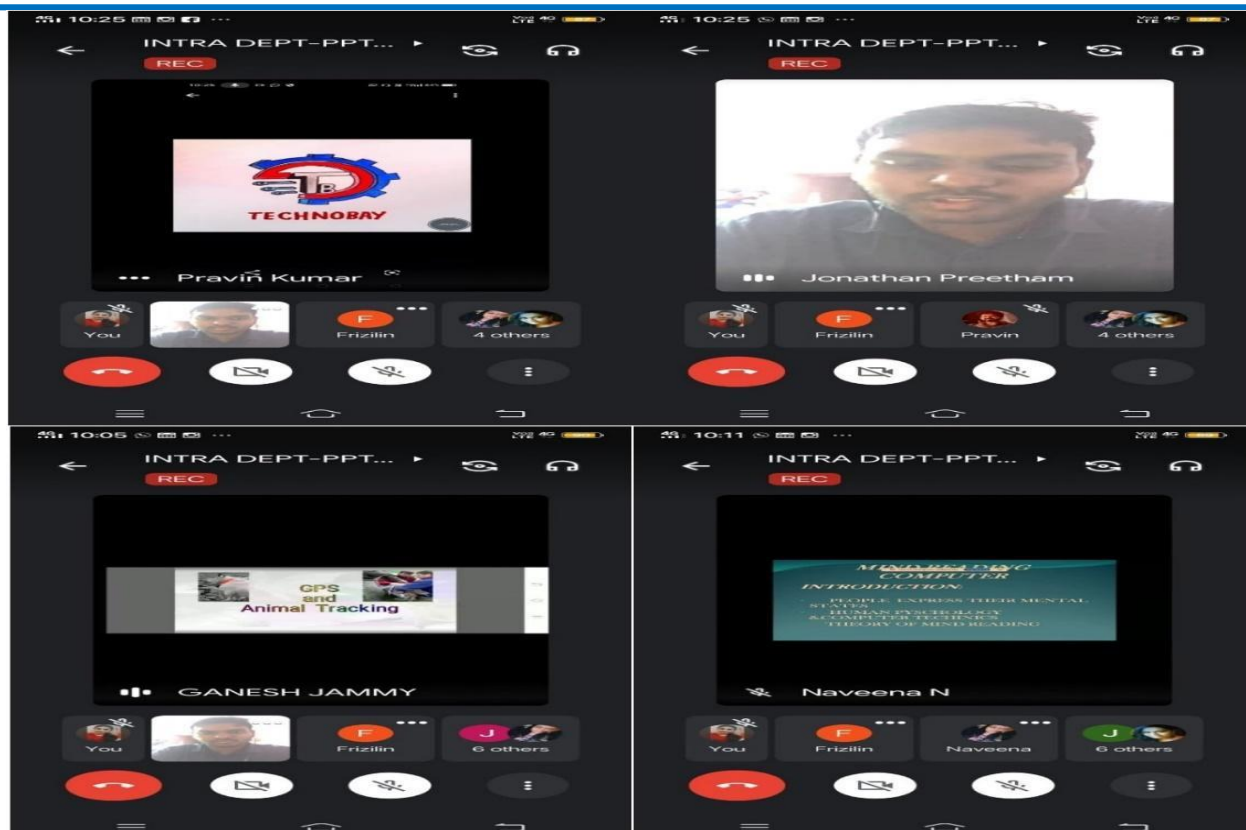 10:25
INTRA DEPT-PPT...
REC
TECHNOBAY
Pravin Kumar
You
F
Frizilin
4 others
10:25
INTRA DEPT-PPT...
REC
Jonathan Preetham
You
F
Frizilin
Pravin
4 others
10:05
INTRA DEPT-PPT...
REC
GPS
and
Animal Tracking
GANESH JAMMY
You
F
Frizilin
J
6 others
10:11
INTRA DEPT-PPT...
REC
MIND READING
COMPUTER
INTRODUCTION:
PEOPLE EXPRESS THEIR MENTAL
STATES
HUMAN PYSCHOLOGY
&COMPUTER TECHNICS
THEORY OF MIND READING
Naveena N
You
F
Frizilin
Naveena
J
6 others